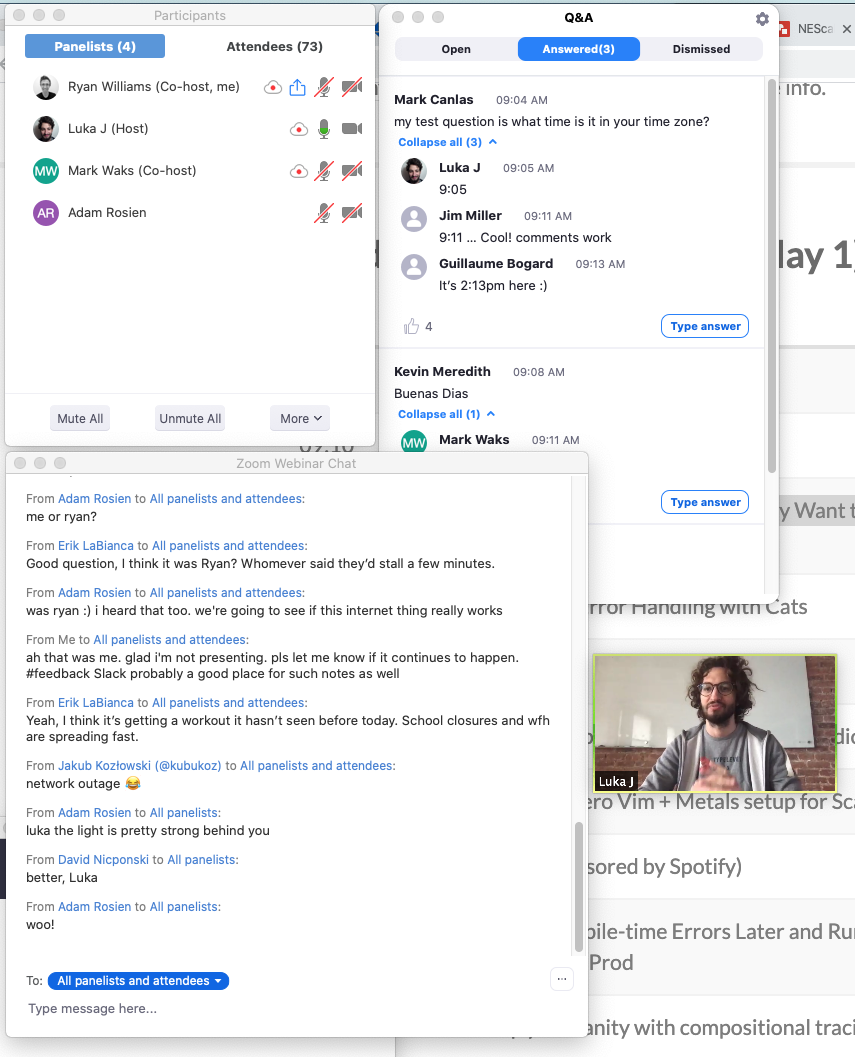 Participants
Panelists (4)
Attendees (73)
Ryan Williams (Co-host, me)
Luka J (Host)
MW
Mark Waks (Co-host)
AR
Adam Rosien
Mute All
Unmute All
More
Q&A
Open
Answered(3)
Dismissed
Mark Canlas 09:04 AM
my test question is what time is it in your time zone?
Collapse all (3)
Luka J 09:05 AM
9:05
Jim Miller 09:11 AM
9:11 ... Cool! comments work
Guillaume Bogard 09:13 AM
It's 2:13pm here :)
4
Type answer
Kevin Meredith 09:08 AM
Buenas Dias
Collapse all (1)
MW
Mark Waks 09:11 AM
Type answer
Zoom Webinar Chat
From Adam Rosien to All panelists and attendees:
me or ryan?
From Erik LaBianca to All panelists and attendees:
Good question, I think it was Ryan? Whomever said they'd stall a few minutes.
From Adam Rosien to All panelists and attendees:
was ryan :) i heard that too. we're going to see if this internet thing really works
From Me to All panelists and attendees:
ah that was me. glad i'm not presenting. pls let me know if it continues to happen.
#feedback Slack probably a good place for such notes as well
From Erik LaBianca to All panelists and attendees:
Yeah, I think it's getting a workout it hasn't seen before today. School closures and wfh
are spreading fast.
From Jakub Kozłowski (@kubukoz) to All panelists and attendees:
network outage 😂
From Adam Rosien to All panelists:
luka the light is pretty strong behind you
From David Niconski to All panelists:
better, Luka
From Adam Rosien to All panelists:
woo!
To: All panelists and attendees
Type message here...
NESca
e info.
lay 1)
09:10
y Want t
rror Handling with Cats
Luka J
dic
ero Vim + Metals setup for Sca
sored by Spotify)
pile-time Errors Later and Run
Prod
anity with compositional traci